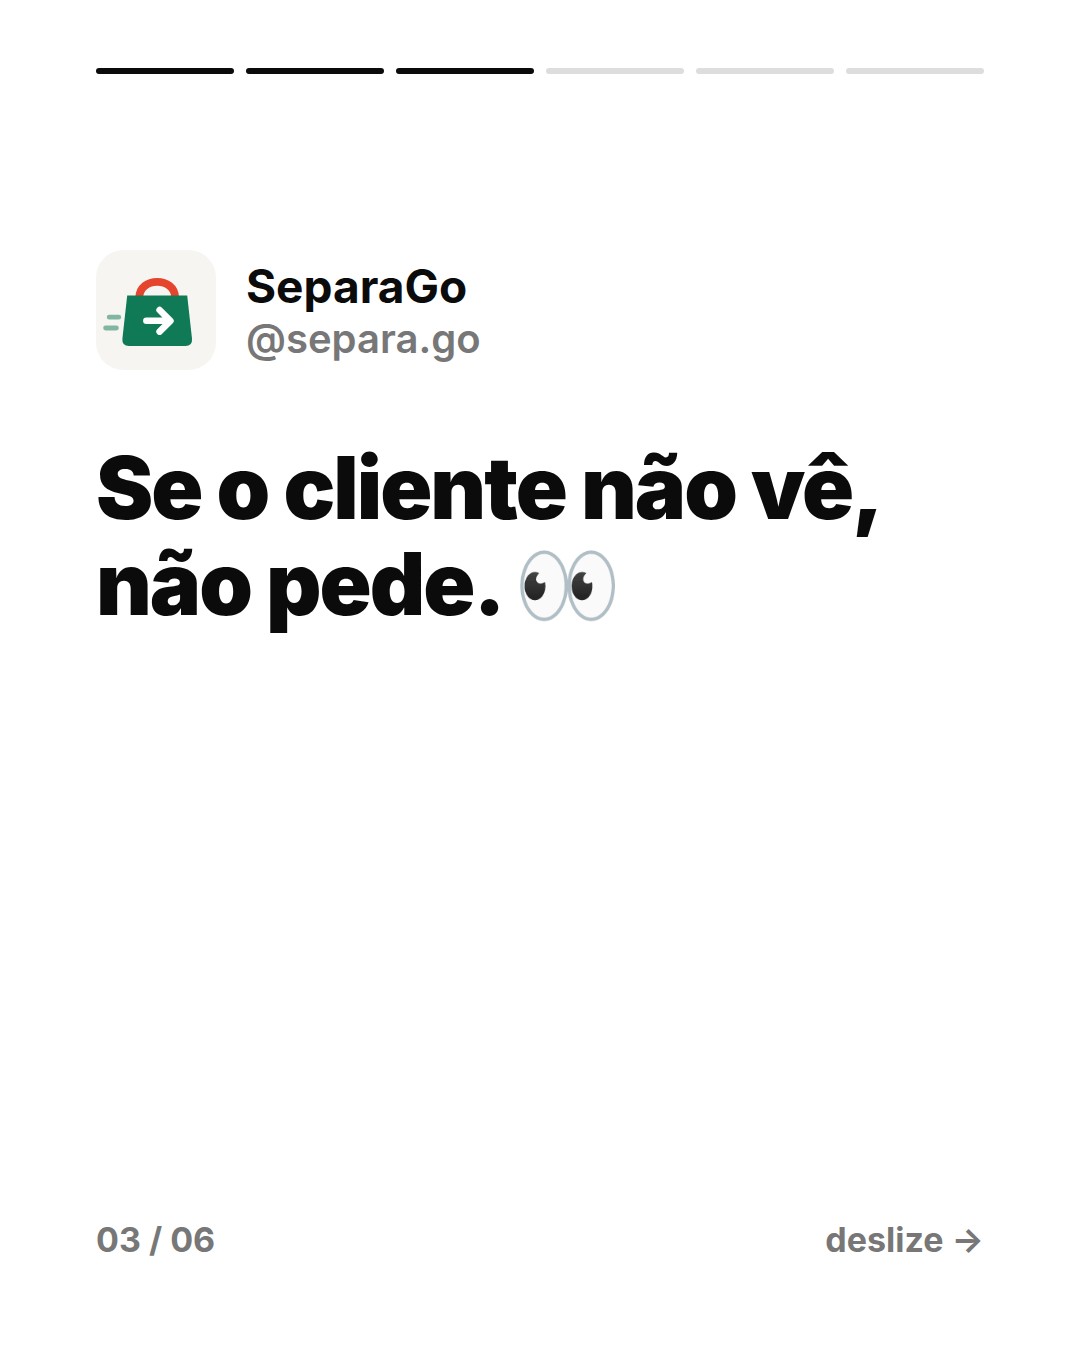 SeparaGo
@separa.go
Se o cliente não vê,
não pede. 👀
03 / 06
deslize →